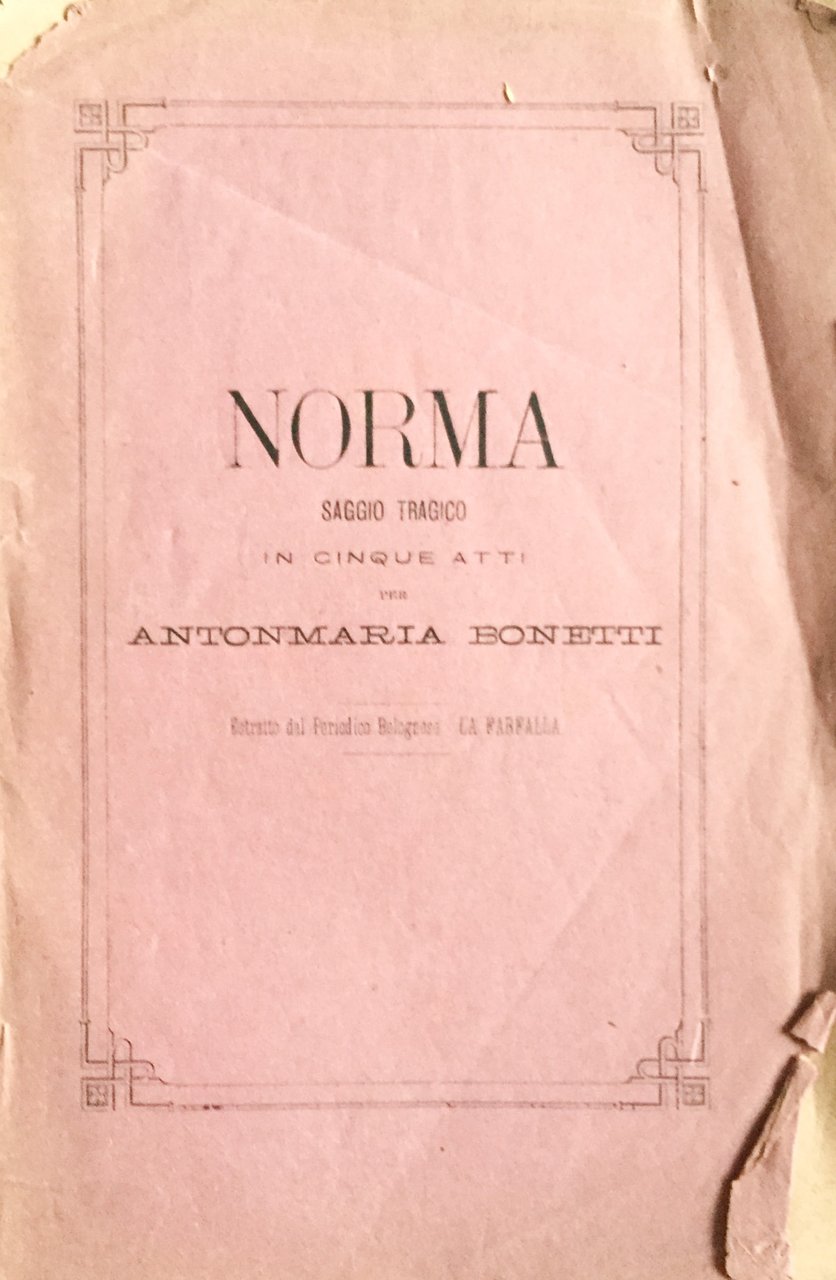 NORMA
SAGGIO TRAGICO
IN CINQUE ATTI
PER
ANTONMARIA BONETTI
Estratto dal Periodico Bolognese LA FARFALLA